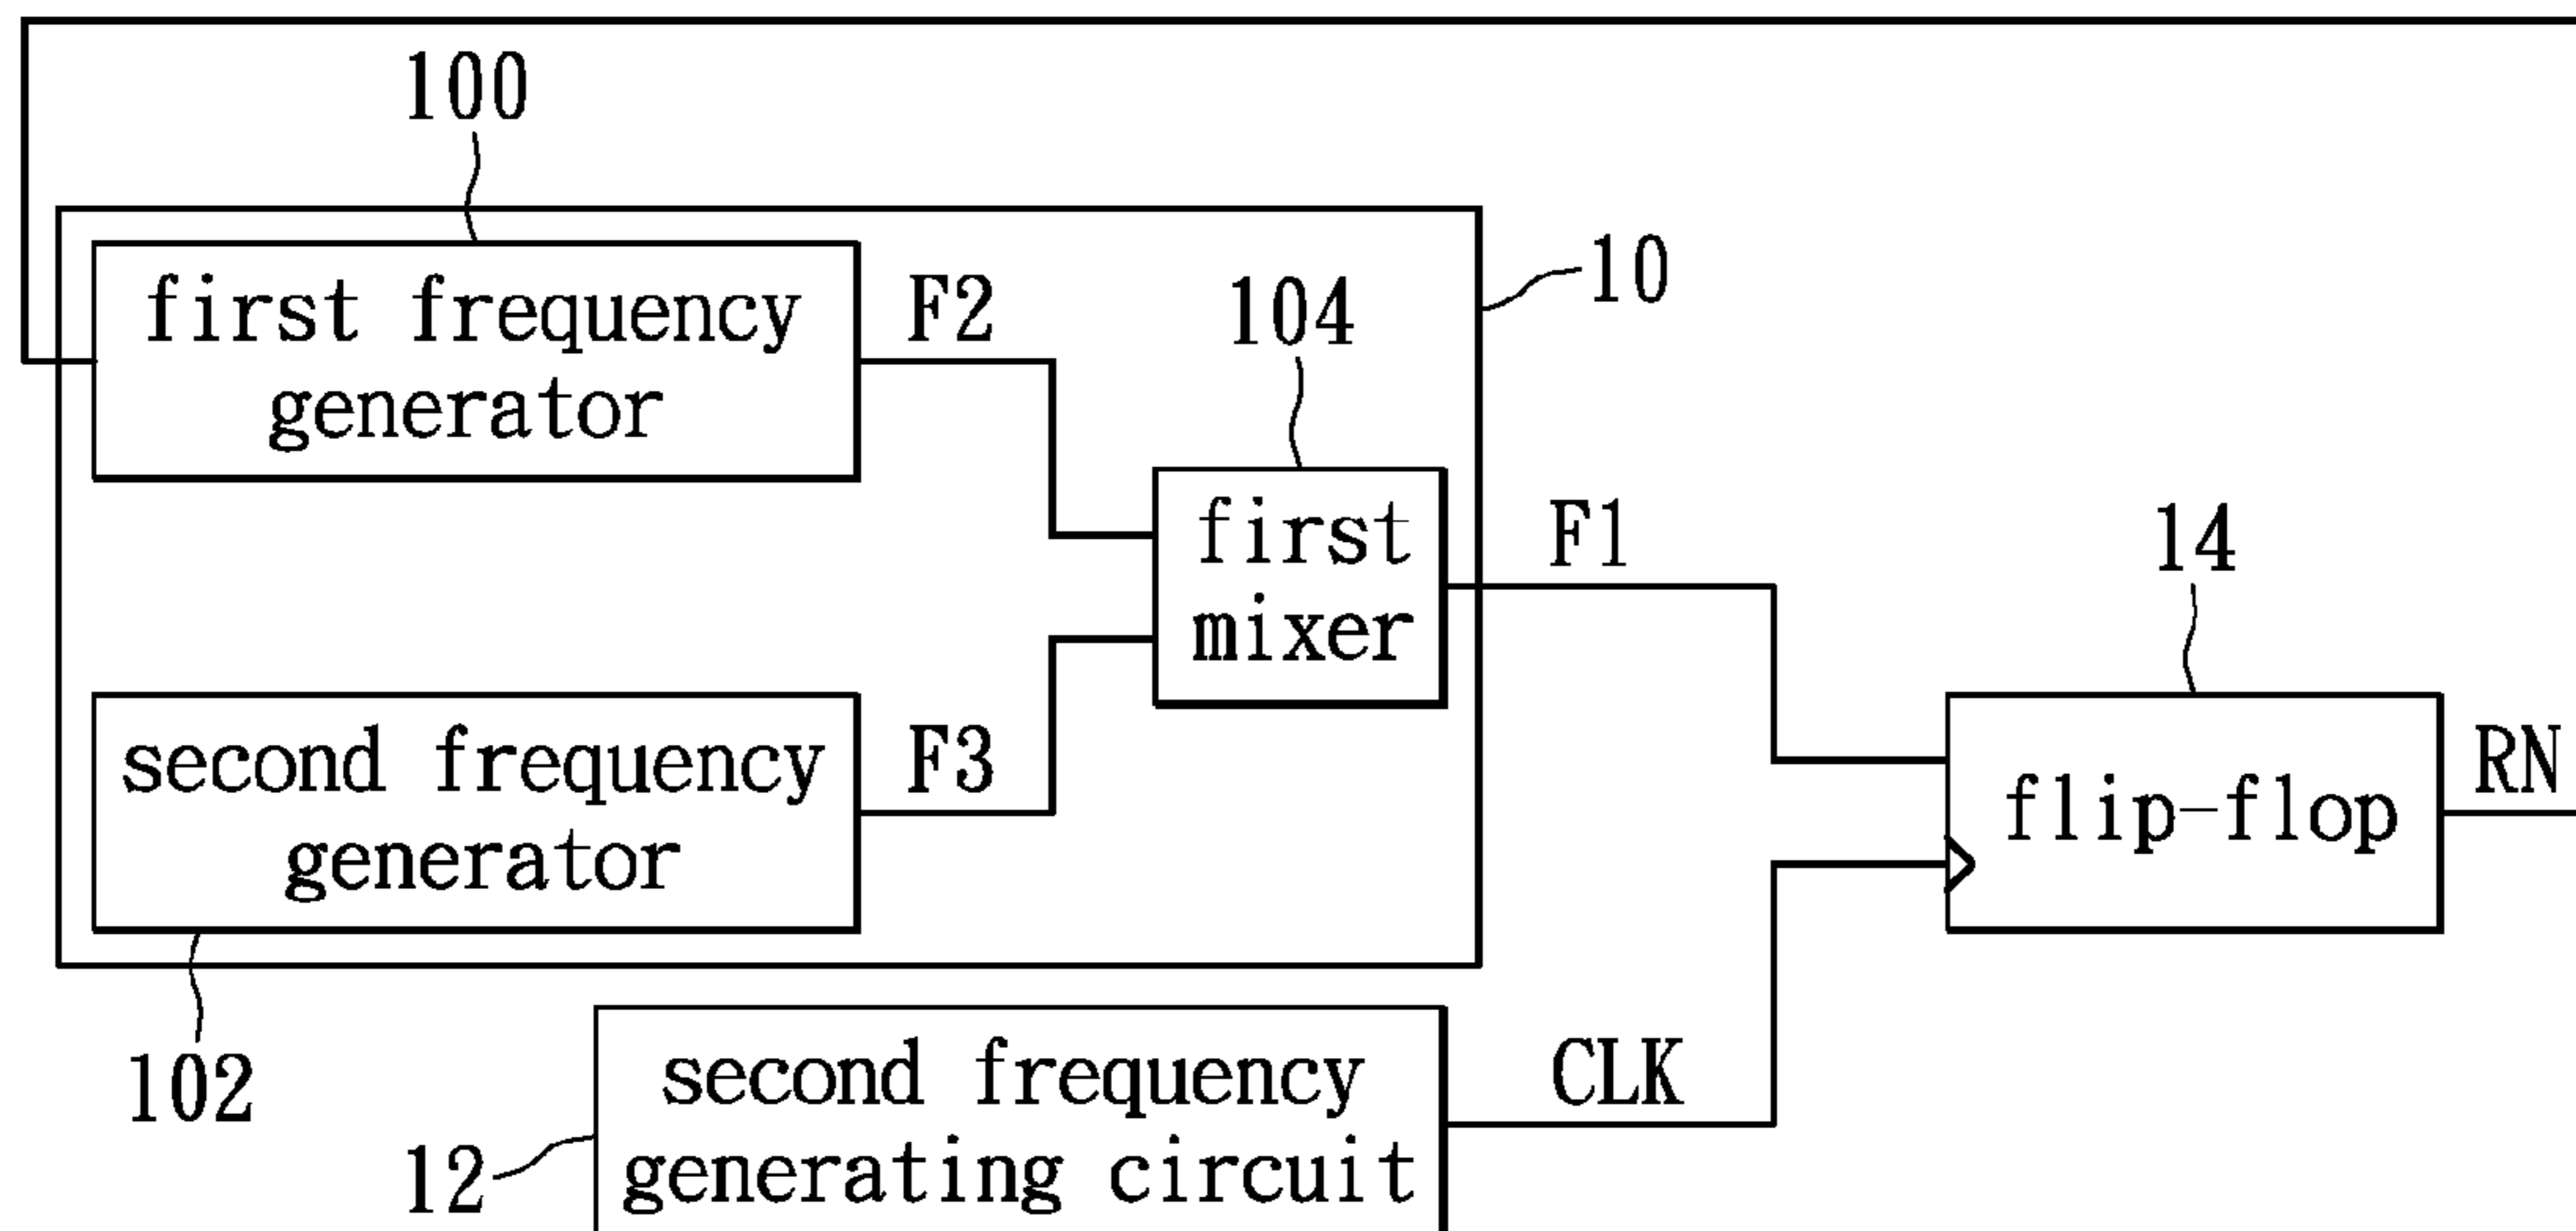 100
first frequency
generator
F2
104
10
first
mixer
F1
14
second frequency
generator
F3
flip-flop
RN
102
12
second frequency
generating circuit
CLK